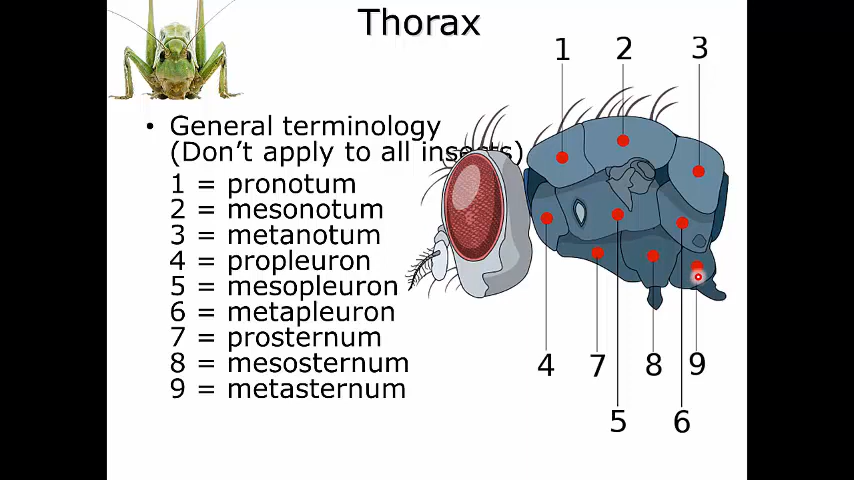 Thorax
1 2 3
• General terminology
(Don't apply to all insects)
1 = pronotum
2 = mesonotum
3 = metanotum
4 = propleuron
5 = mesopleuron
6 = metapleuron
7 = prosternum
8 = mesosternum
9 = metasternum
4 7 8 9
5 6